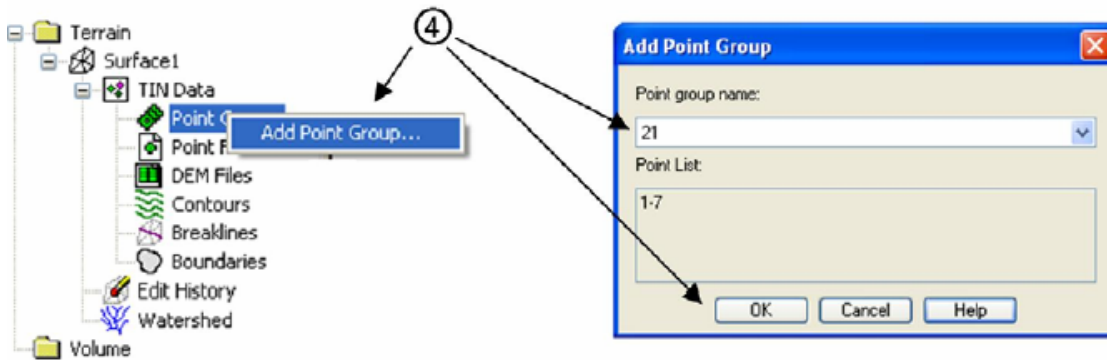 4
Terrain
Surface1
TIN Data
Point
Add Point Group...
Point
DEM Files
Contours
Breaklines
Boundaries
Edit History
Watershed
Volume
Add Point Group
Point group name:
21
Point List:
1-7
OK Cancel Help